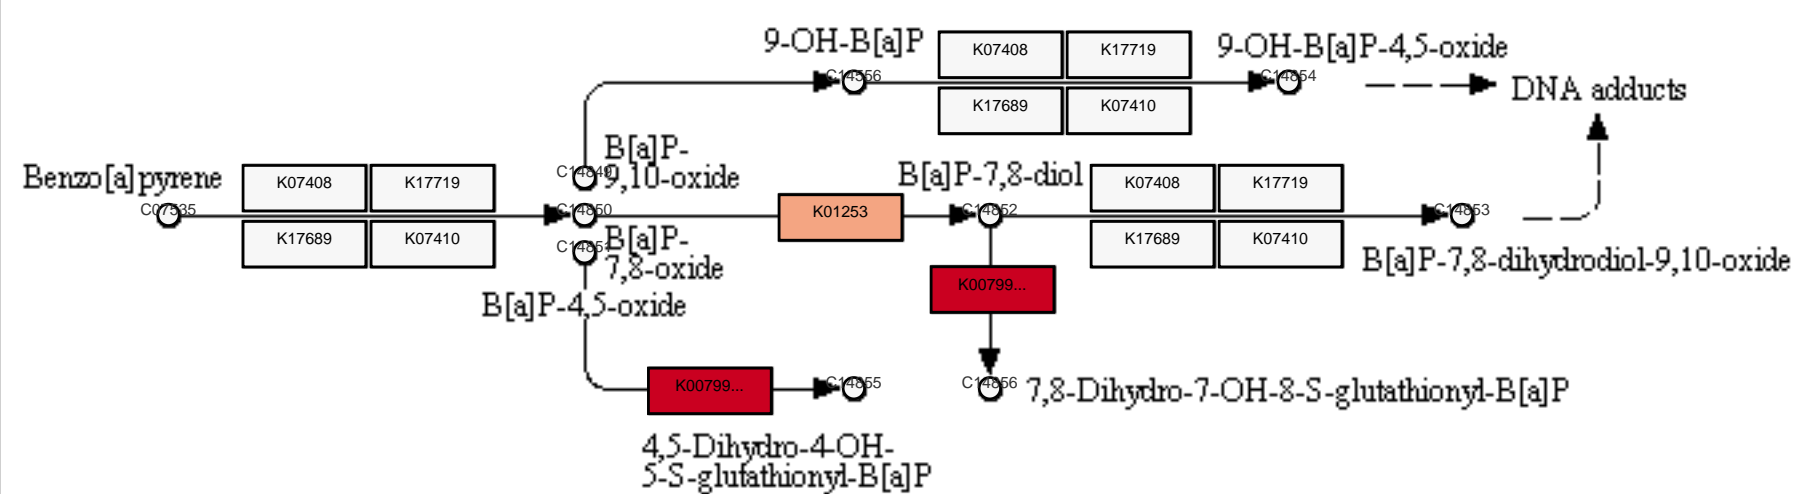 9-OH-B[a]P
K07408
K17719
9-OH-B[a]P-4,5-oxide
C14556
C14854
DNA adducts
K17689
K07410
B[a]P-
9,10-oxide
C14849
Benzo[a]pyrene
K07408
K17719
B[a]P-7,8-diol
K07408
K17719
C07535
C14850
K01253
C14852
C14853
K17689
K07410
C14851
B[a]P-
7,8-oxide
K17689
K07410
B[a]P-7,8-dihydrodiol-9,10-oxide
B[a]P-4,5-oxide
K00799...
K00799...
C14855
C14856
7,8-Dihydro-7-OH-8-S-glutathionyl-B[a]P
4,5-Dihydro-4-OH-
5-S-glutathionyl-B[a]P